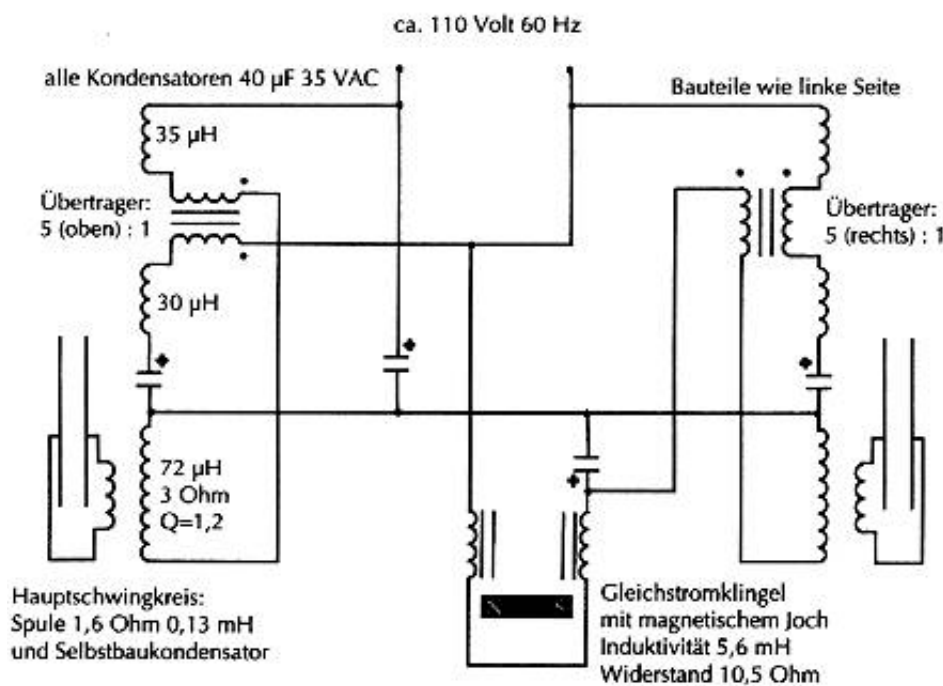 ca. 110 Volt 60 Hz
alle Kondensatoren 40 µF 35 VAC
Bauteile wie linke Seite
35 µH
Übertrager:
5 (oben) : 1
Übertrager:
5 (rechts) : 1
30 µH
72 µH
3 Ohm
Q=1,2
Hauptschwingkreis:
Spule 1,6 Ohm 0,13 mH
und Selbstbaukondensator
Gleichstromklingel
mit magnetischem Joch
Induktivität 5,6 mH
Widerstand 10,5 Ohm